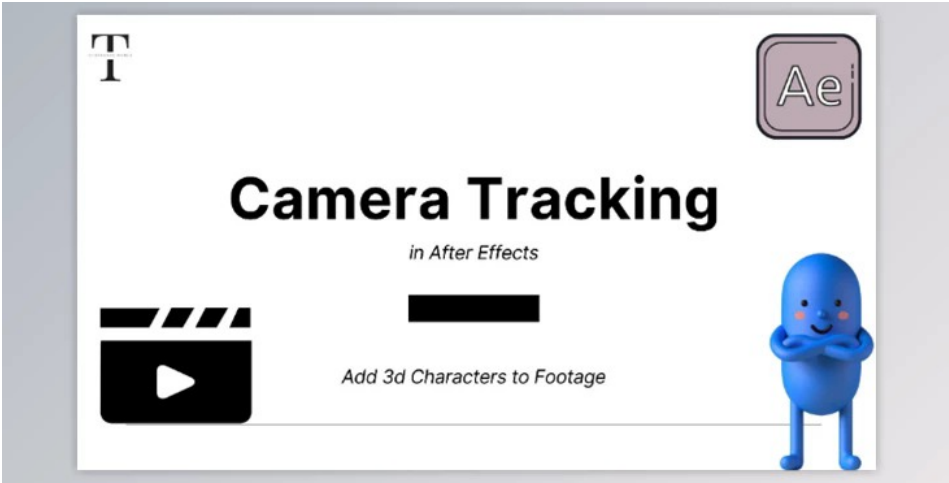 T
Ae
Camera Tracking
in After Effects
Add 3d Characters to Footage